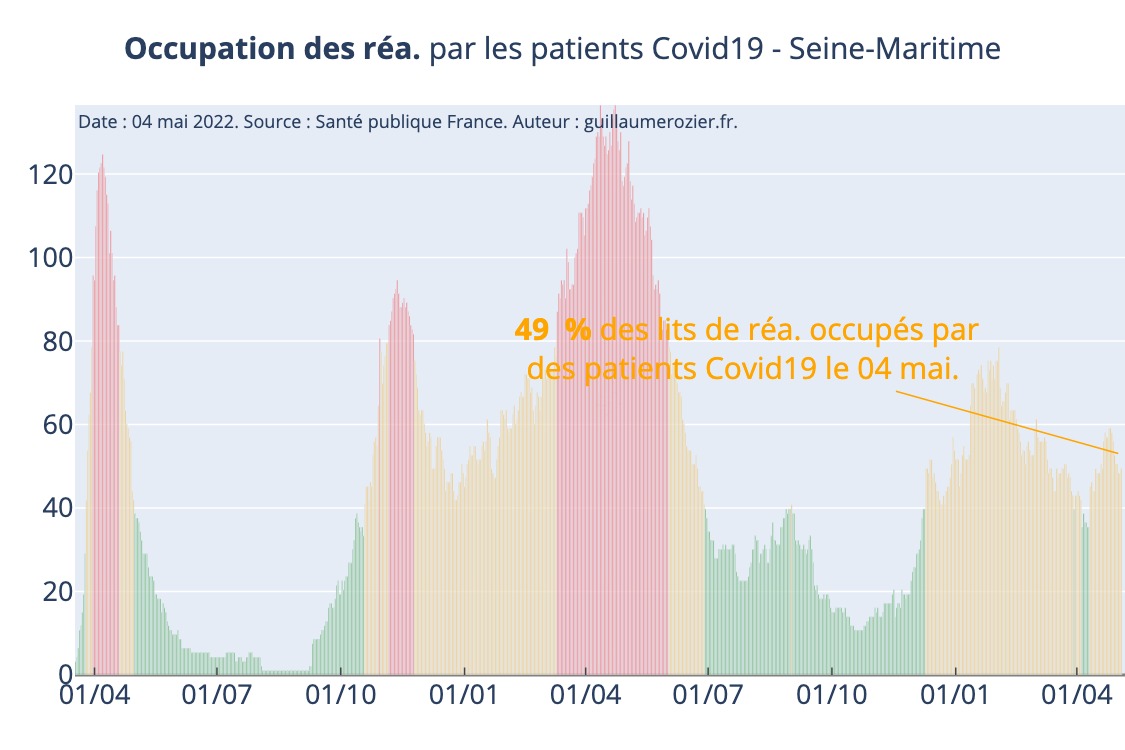 Occupation des réa. par les patients Covid19 - Seine-Maritime
Date : 04 mai 2022. Source : Santé publique France. Auteur : guillaumerozier.fr.
120
100
80
60
40
20
0
49 % des lits de réa. occupés par
des patients Covid19 le 04 mai.
01/04 01/07 01/10 01/01 01/04 01/07 01/10 01/01 01/04